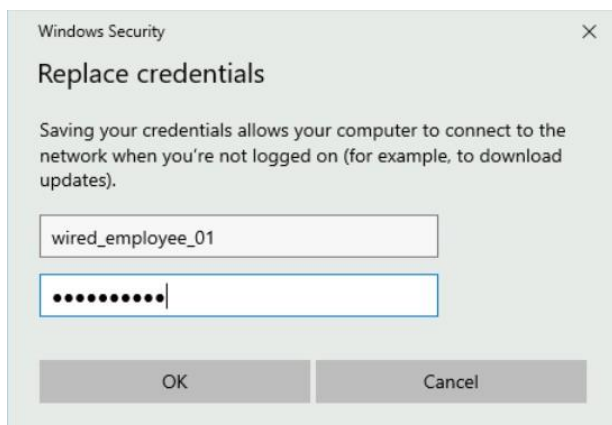 Windows Security
Replace credentials
Saving your credentials allows your computer to connect to the
network when you're not logged on (for example, to download
updates).
wired_employee_01
●●●●●●●●●●
OK
Cancel